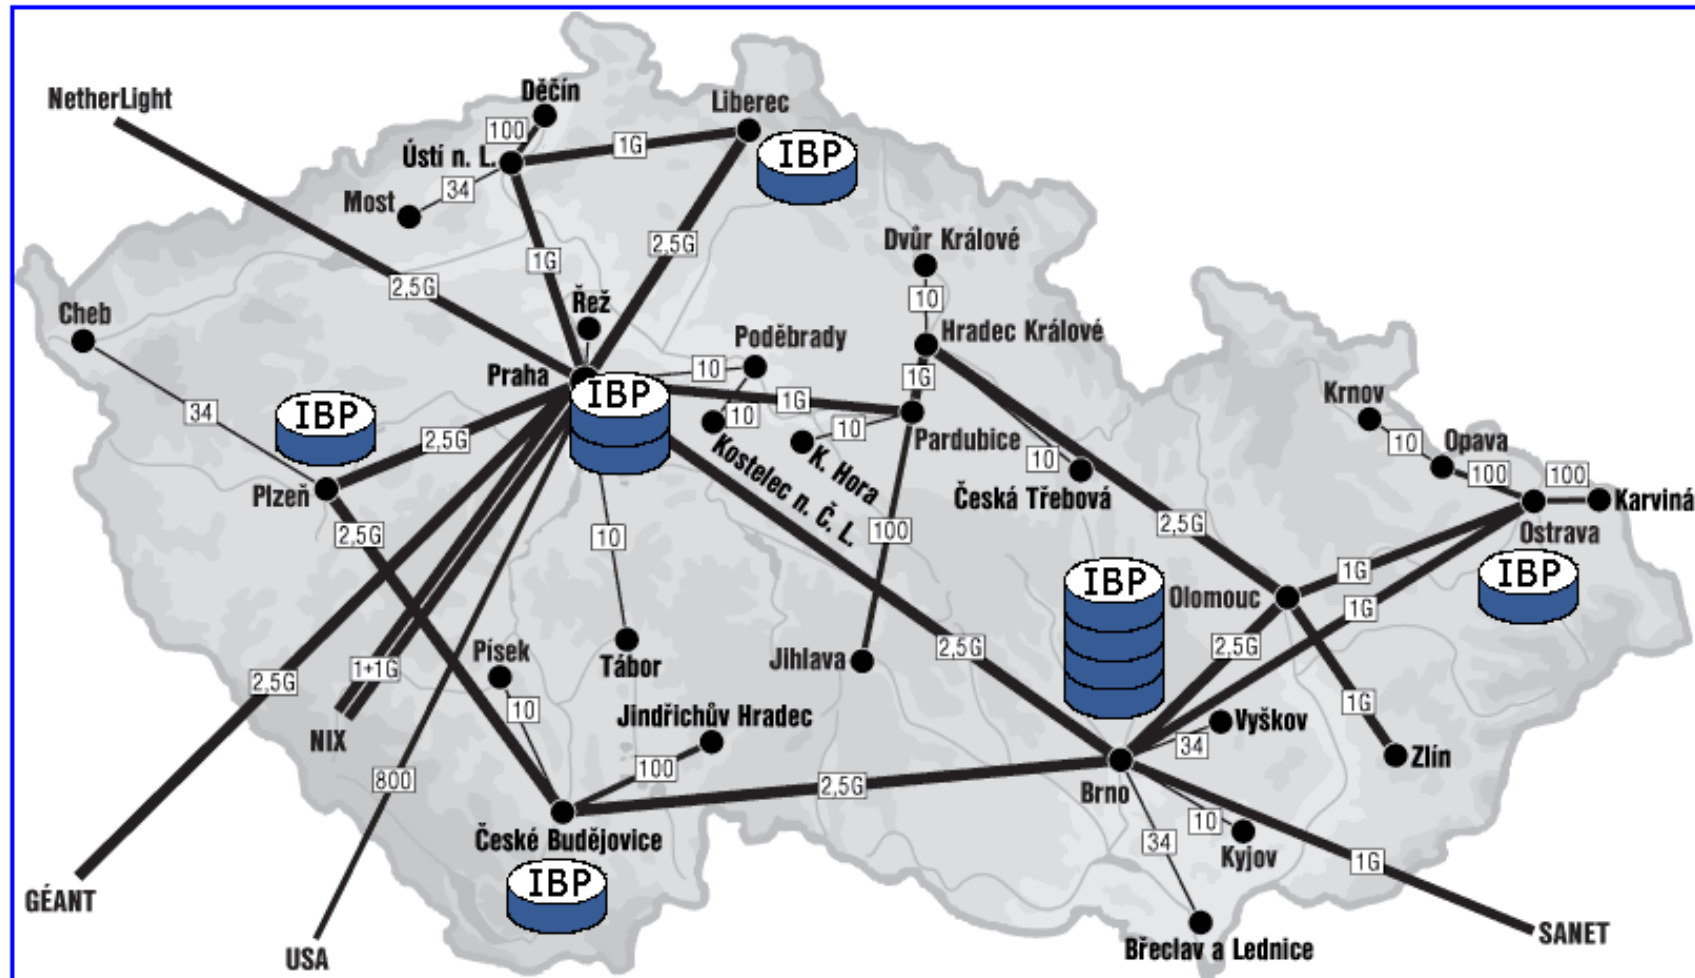 NetherLight
Děčín
Liberec
100
1G
IBP
Ústí n. L.
34
Most
2,5G
Dvůr Králové
1G
2,5G
10
Cheb
Řež
Poděbrady
Hradec Králové
Praha
10
1G
Krnov
34
IBP
2,5G
IBP
10
1G
10
Pardubice
10
Opava
Kostelec n. Č. L.
K. Hora
10
Česká Třebová
100
100
Karviná
Plzeň
2,5G
10
100
2,5G
Ostrava
IBP
1G
IBP
Olomouc
1G
Písek
Tábor
Jihlava
2,5G
2,5G
2,5G
1+1G
10
Jindřichův Hradec
Vyškov
1G
NIX
34
Zlín
800
100
2,5G
Brno
České Budějovice
10
34
Kyjov
1G
GÉANT
IBP
USA
Břeclav a Lednice
SANET